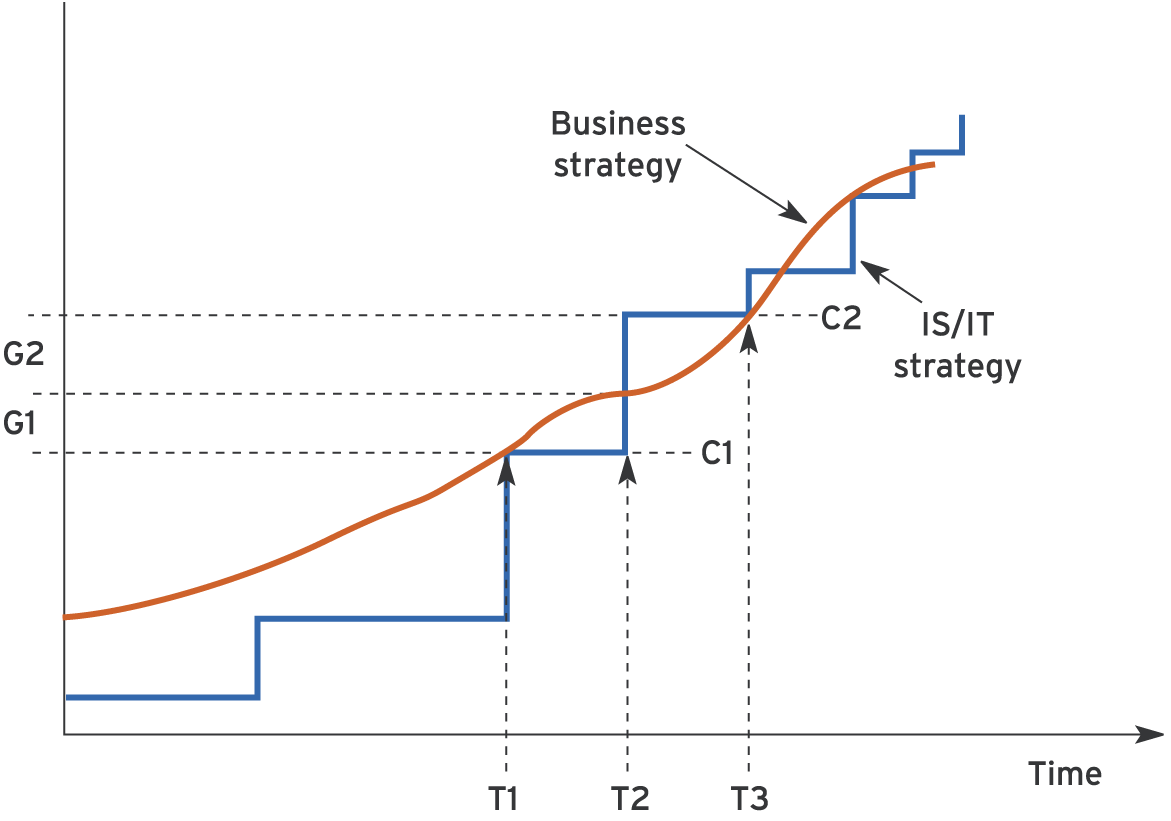 Business
strategy
C2
IS/IT
strategy
G2
G1
C1
Time
T1
T2
T3